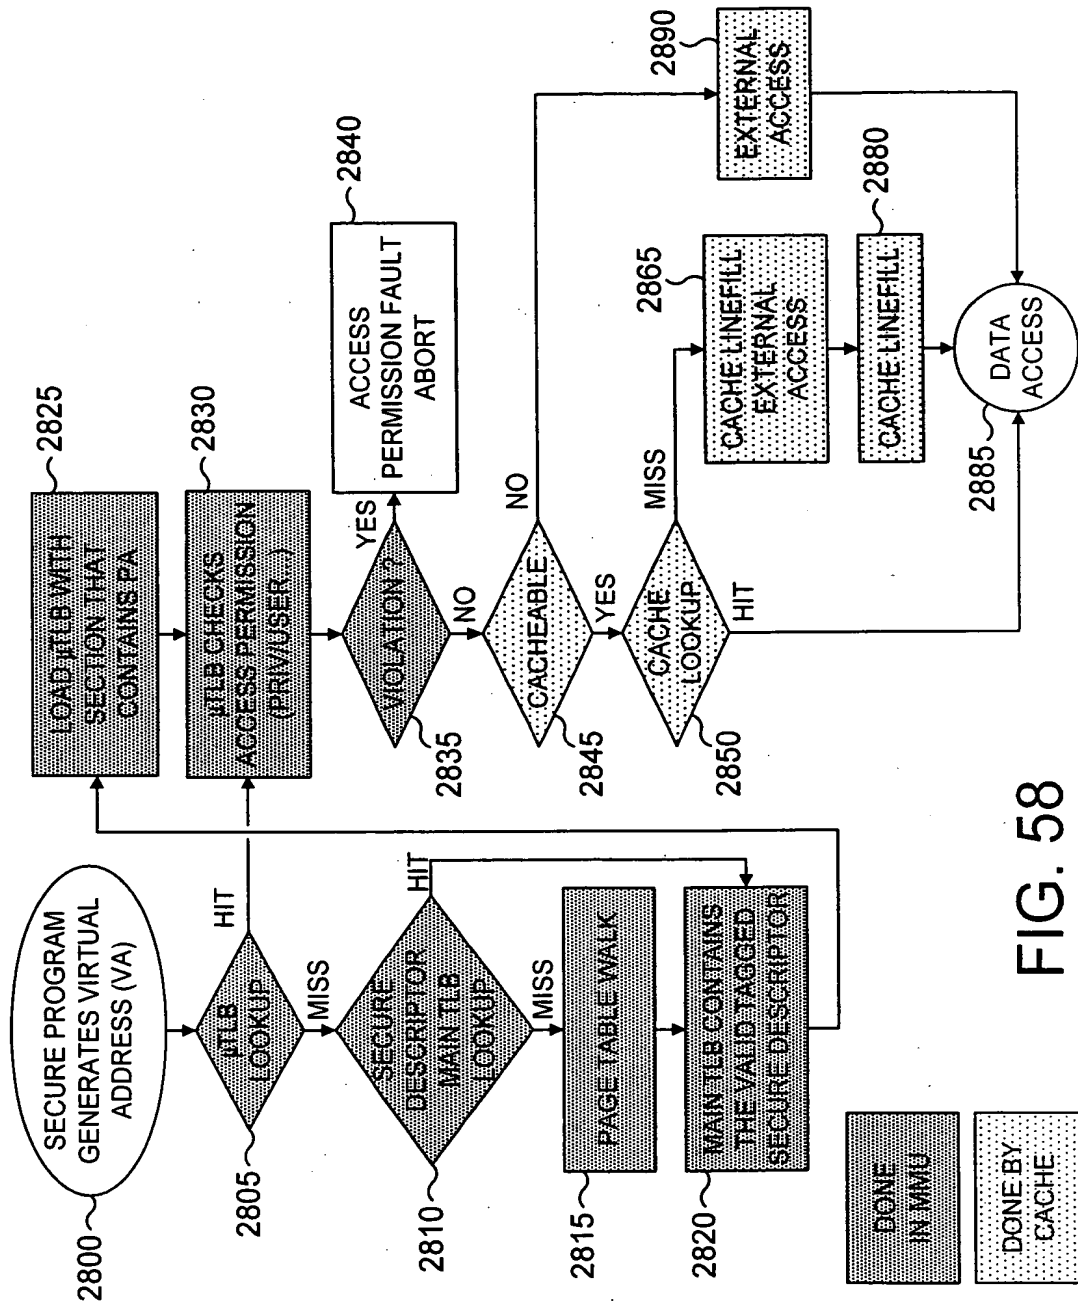 SECURE PROGRAM
GENERATES VIRTUAL
ADDRESS (VA)
2800
µTLB
LOOKUP
2805
HIT
MISS
SECURE
DESCRIPTOR
MAIN TLB
LOOKUP
2810
HIT
MISS
PAGE TABLE WALK
2815
MAIN TLB CONTAINS
THE VALID TAGGED
SECURE DESCRIPTOR
2820
LOAD µTLB WITH
SECTION THAT
CONTAINS PA
2825
µTLB CHECKS
ACCESS PERMISSION
(PRIV/USER...)
2830
VIOLATION ?
2835
YES
NO
ACCESS
PERMISSION FAULT
ABORT
2840
CACHEABLE
2845
NO
YES
CACHE
LOOKUP
2850
MISS
HIT
CACHE LINEFILL
EXTERNAL
ACCESS
2865
CACHE LINEFILL
2880
EXTERNAL
ACCESS
2890
DATA
ACCESS
2885
DONE
IN MMU
DONE BY
CACHE
FIG. 58